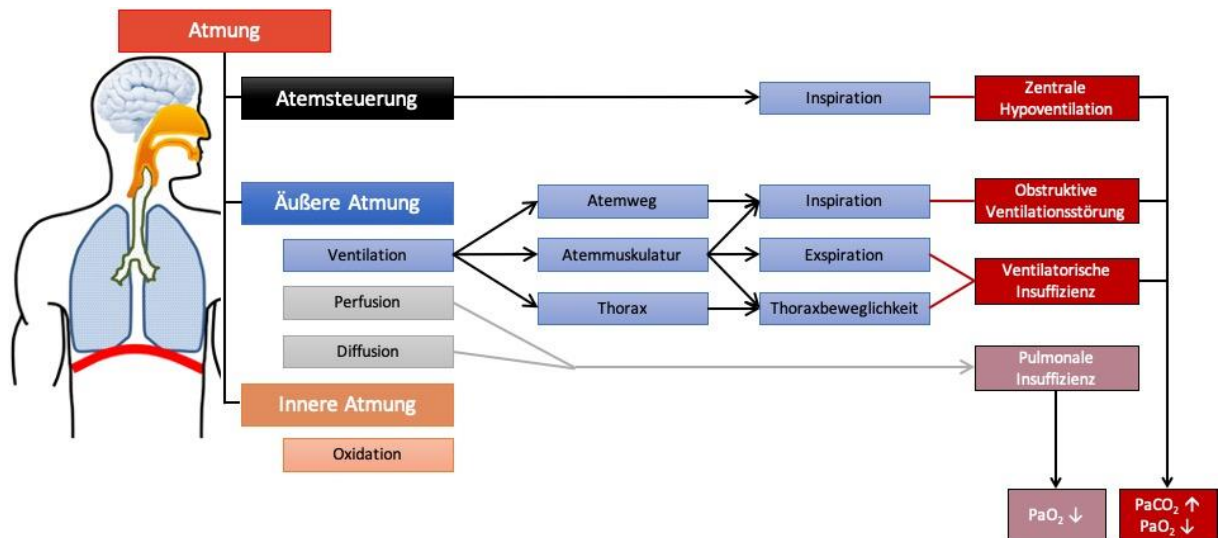 Atmung
Atemsteuerung
Inspiration
Zentrale
Hypoventilation
Äußere Atmung
Atemweg
Inspiration
Obstruktive
Ventilationsstörung
Ventilation
Atemmuskulatur
Exspiration
Ventilatorische
Insuffizienz
Perfusion
Thorax
Thoraxbeweglichkeit
Diffusion
Pulmonale
Insuffizienz
Innere Atmung
Oxidation
PaO₂ ↓
PaCO₂ ↑
PaO₂ ↓